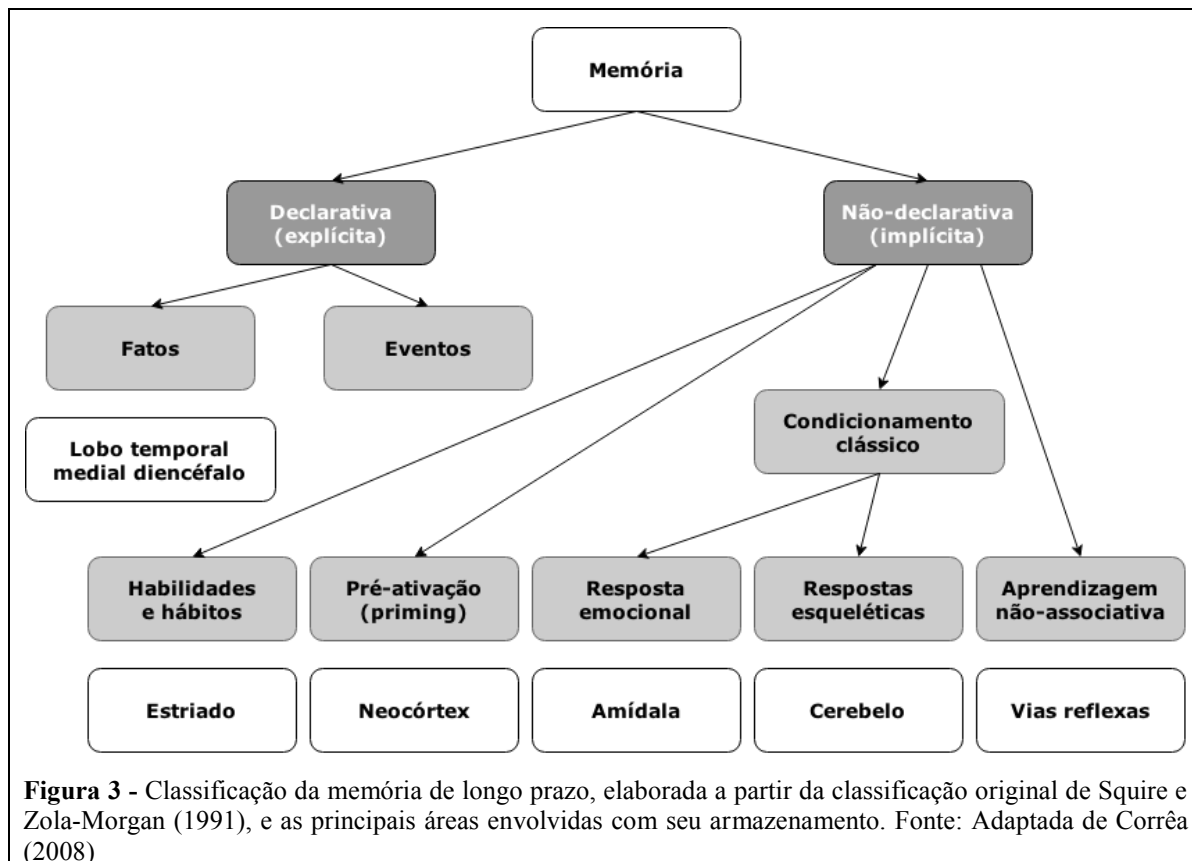 Memória
Declarativa
(explícita)
Não-declarativa
(implícita)
Fatos
Eventos
Lobo temporal
medial diencéfalo
Condicionamento
clássico
Habilidades
e hábitos
Pré-ativação
(priming)
Resposta
emocional
Respostas
esqueléticas
Aprendizagem
não-associativa
Estriado
Neocórtex
Amídala
Cerebelo
Vias reflexas
Figura 3 - Classificação da memória de longo prazo, elaborada a partir da classificação original de Squire e
Zola-Morgan (1991), e as principais áreas envolvidas com seu armazenamento. Fonte: Adaptada de Corrêa
(2008)